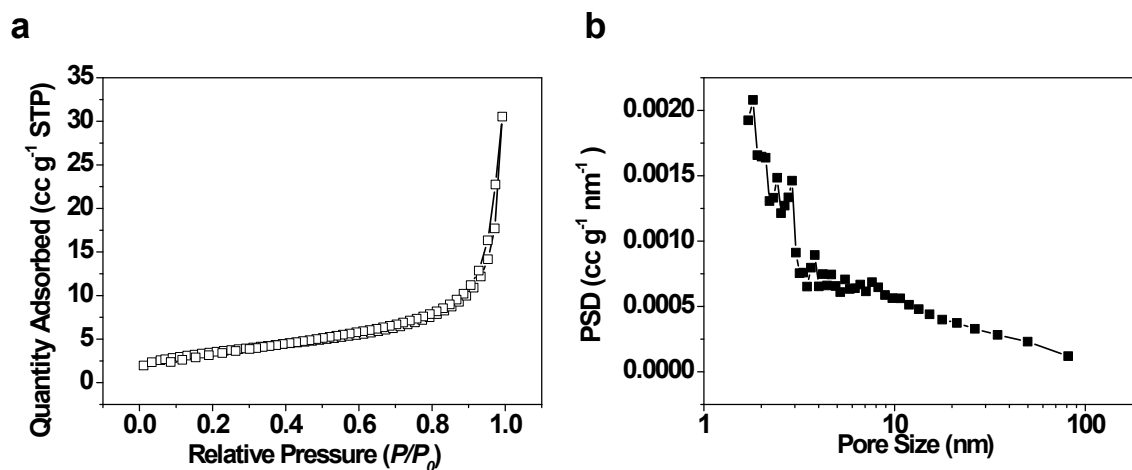 a
b
Quantity Adsorbed (cc g⁻¹ STP)
35
30
25
20
15
10
5
0
0.0 0.2 0.4 0.6 0.8 1.0
Relative Pressure (P/P₀)
PSD (cc g⁻¹ nm⁻¹)
0.0020
0.0015
0.0010
0.0005
0.0000
1 10 100
Pore Size (nm)